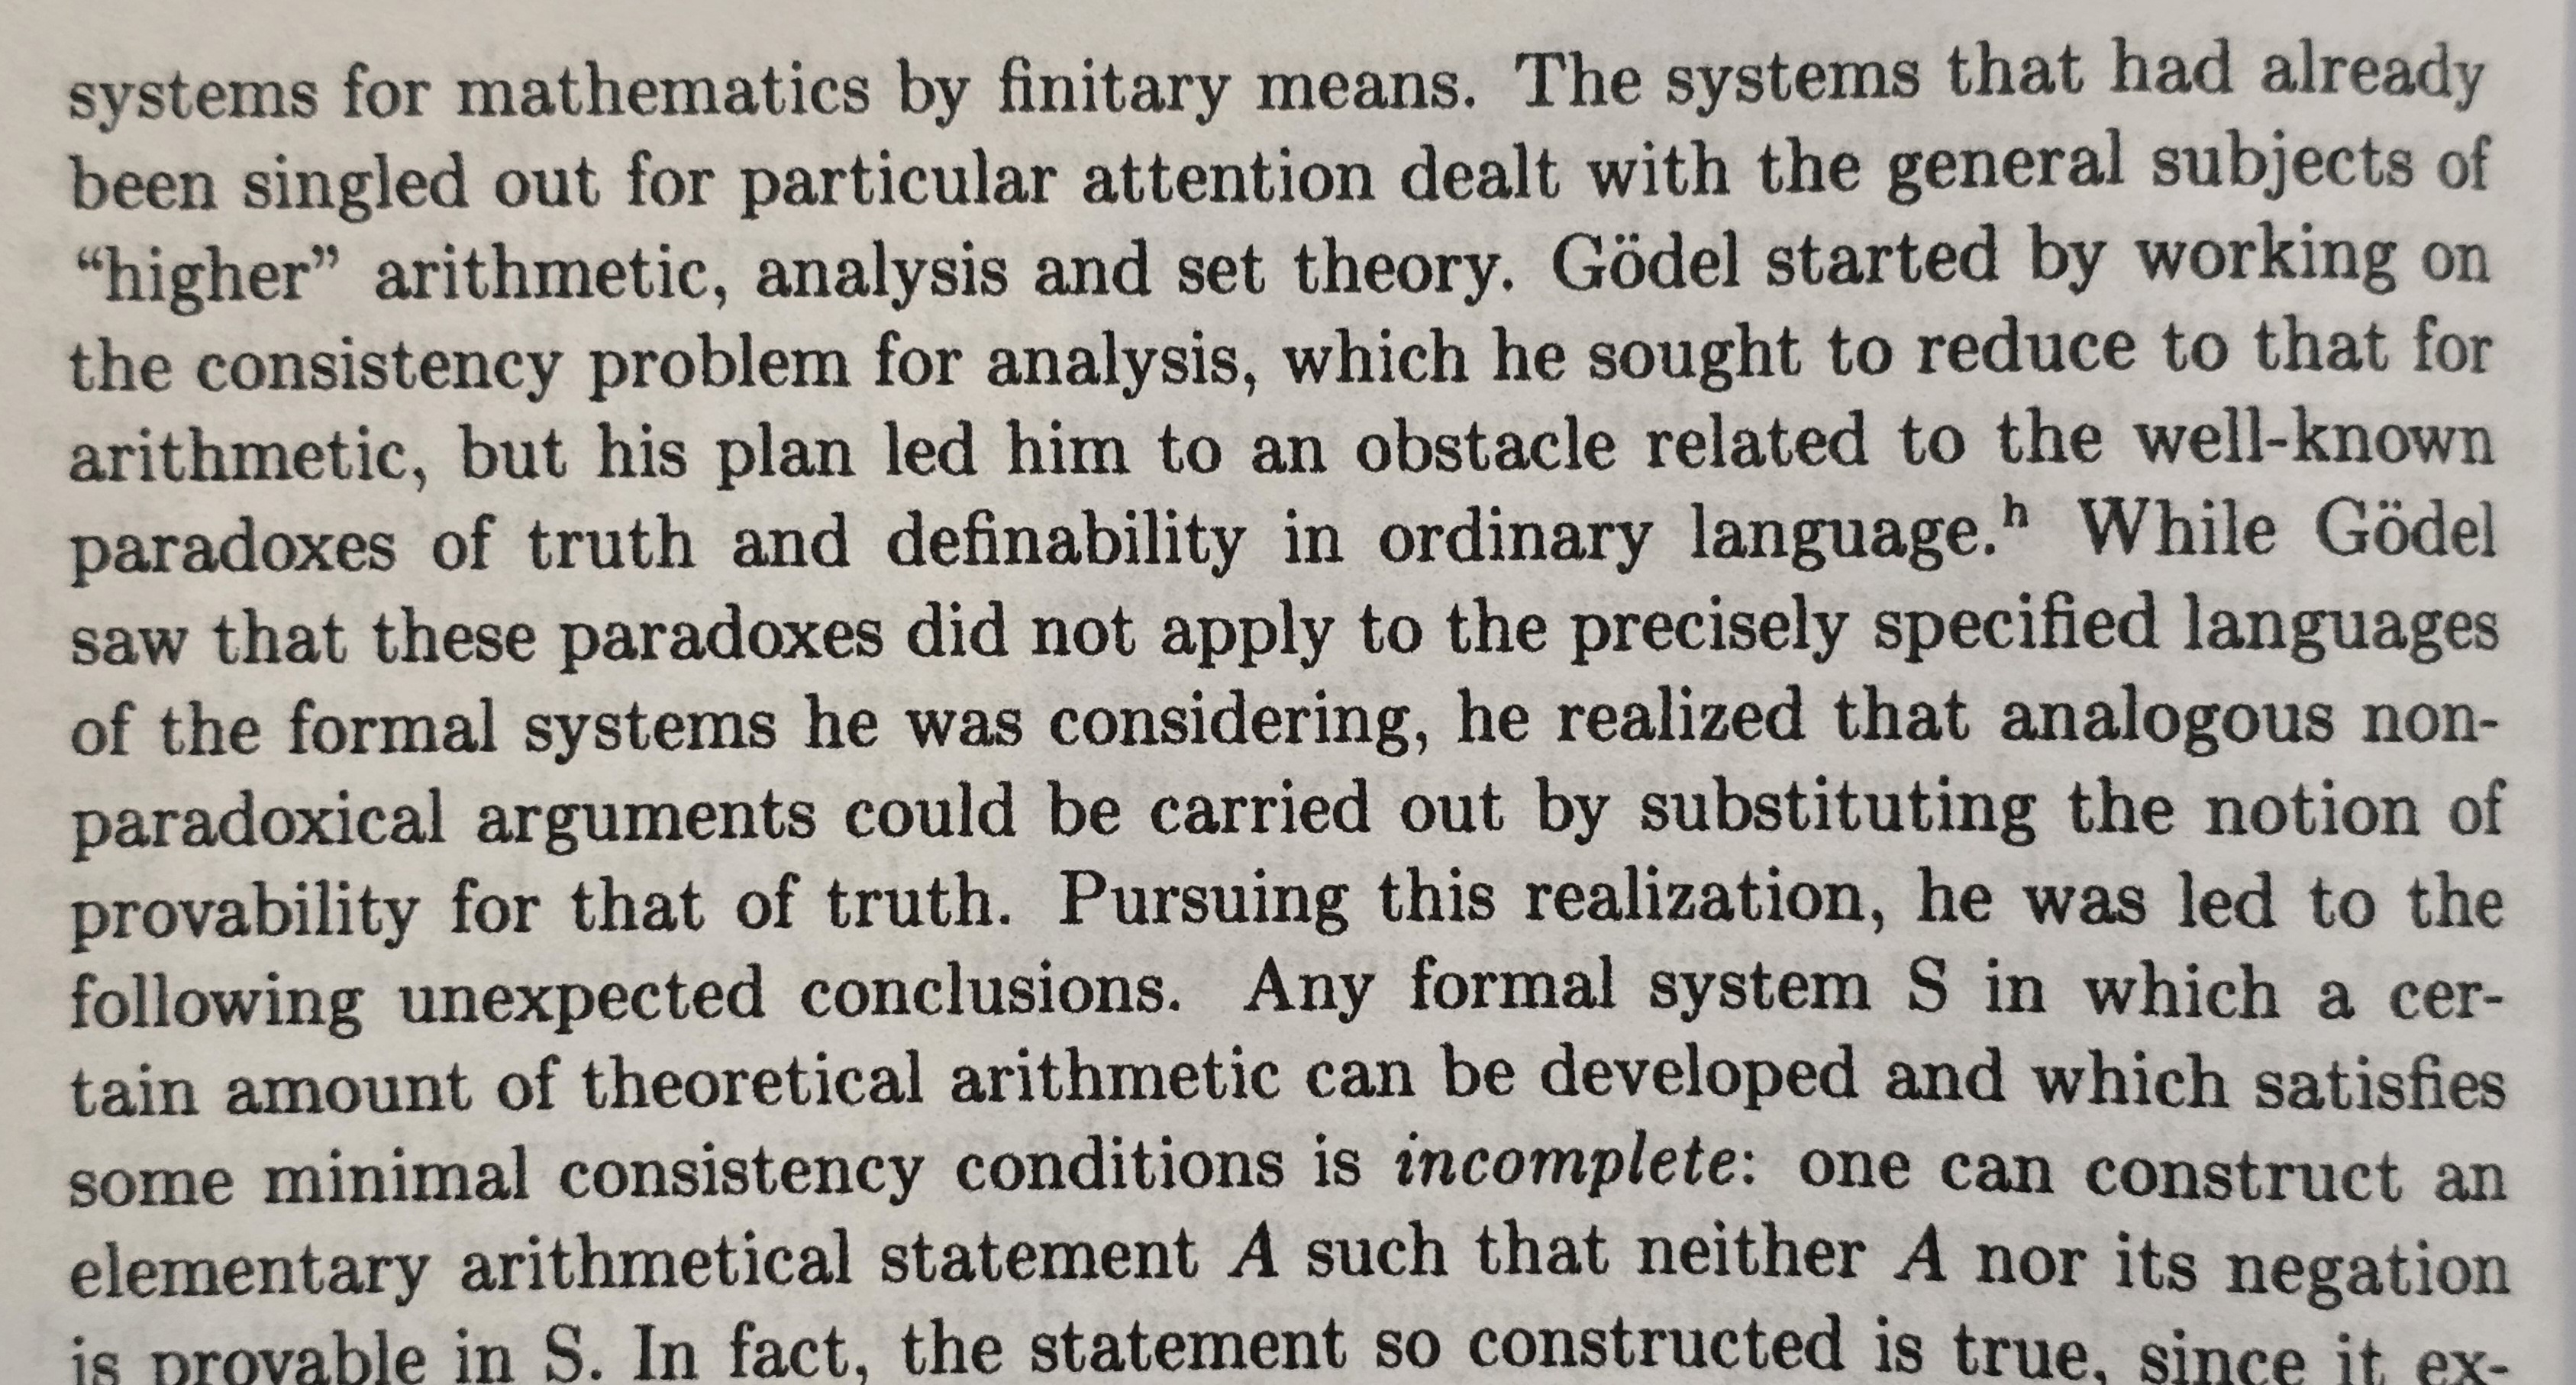 systems for mathematics by finitary means. The systems that had already
been singled out for particular attention dealt with the general subjects of
“higher” arithmetic, analysis and set theory. Gödel started by working on
the consistency problem for analysis, which he sought to reduce to that for
arithmetic, but his plan led him to an obstacle related to the well-known
paradoxes of truth and definability in ordinary language.ʰ While Gödel
saw that these paradoxes did not apply to the precisely specified languages
of the formal systems he was considering, he realized that analogous non-
paradoxical arguments could be carried out by substituting the notion of
provability for that of truth. Pursuing this realization, he was led to the
following unexpected conclusions. Any formal system S in which a cer-
tain amount of theoretical arithmetic can be developed and which satisfies
some minimal consistency conditions is incomplete: one can construct an
elementary arithmetical statement A such that neither A nor its negation
is provable in S. In fact, the statement so constructed is true, since it ex-